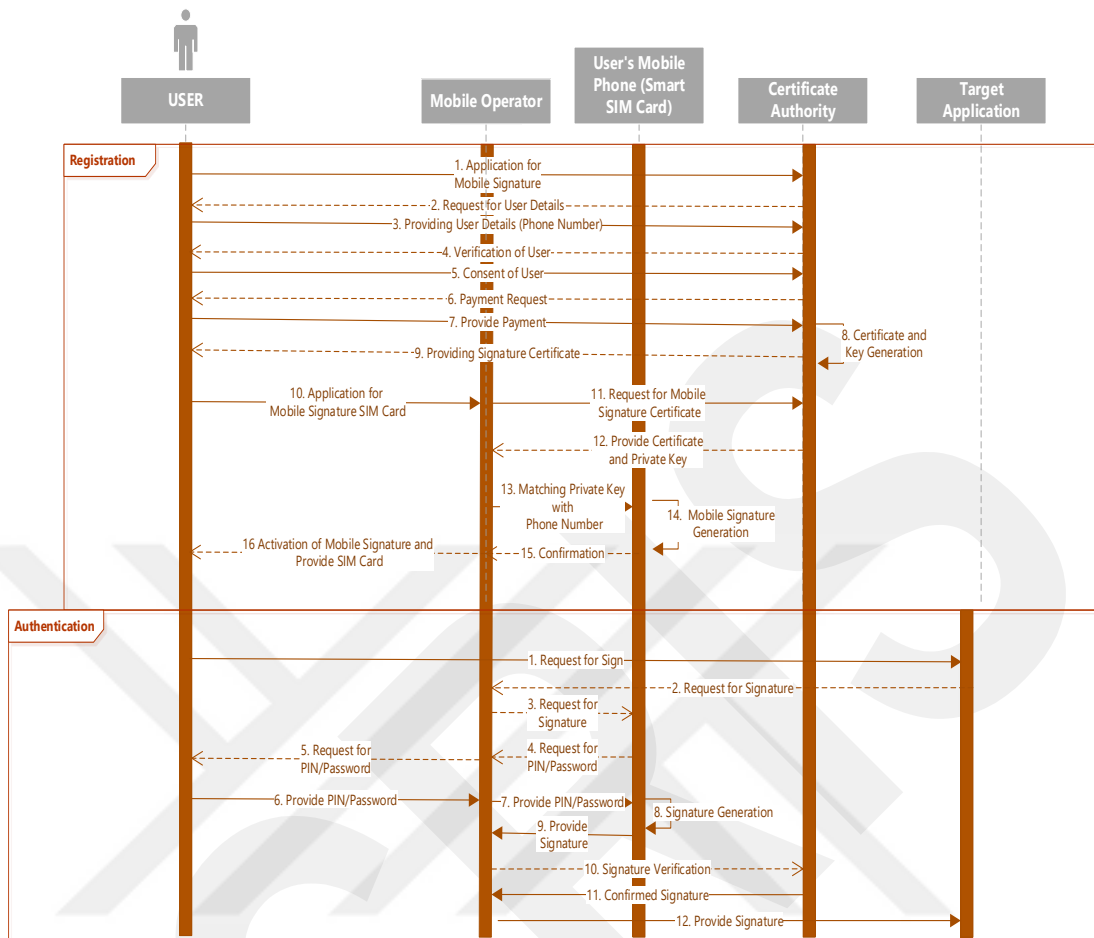 USER
Mobile Operator
User's Mobile
Phone (Smart
SIM Card)
Certificate
Authority
Target
Application
Registration
1. Application for
Mobile Signature
2. Request for User Details
3. Providing User Details (Phone Number)
4. Verification of User
5. Consent of User
6. Payment Request
7. Provide Payment
8. Certificate and
Key Generation
9. Providing Signature Certificate
10. Application for
Mobile Signature SIM Card
11. Request for Mobile
Signature Certificate
12. Provide Certificate
and Private Key
13. Matching Private Key
with
Phone Number
14. Mobile Signature
Generation
15. Confirmation
16 Activation of Mobile Signature and
Provide SIM Card
Authentication
1. Request for Sign
2. Request for Signature
3. Request for
Signature
4. Request for
PIN/Password
5. Request for
PIN/Password
6. Provide PIN/Password
7. Provide PIN/Password
8. Signature Generation
9. Provide
Signature
10. Signature Verification
11. Confirmed Signature
12. Provide Signature